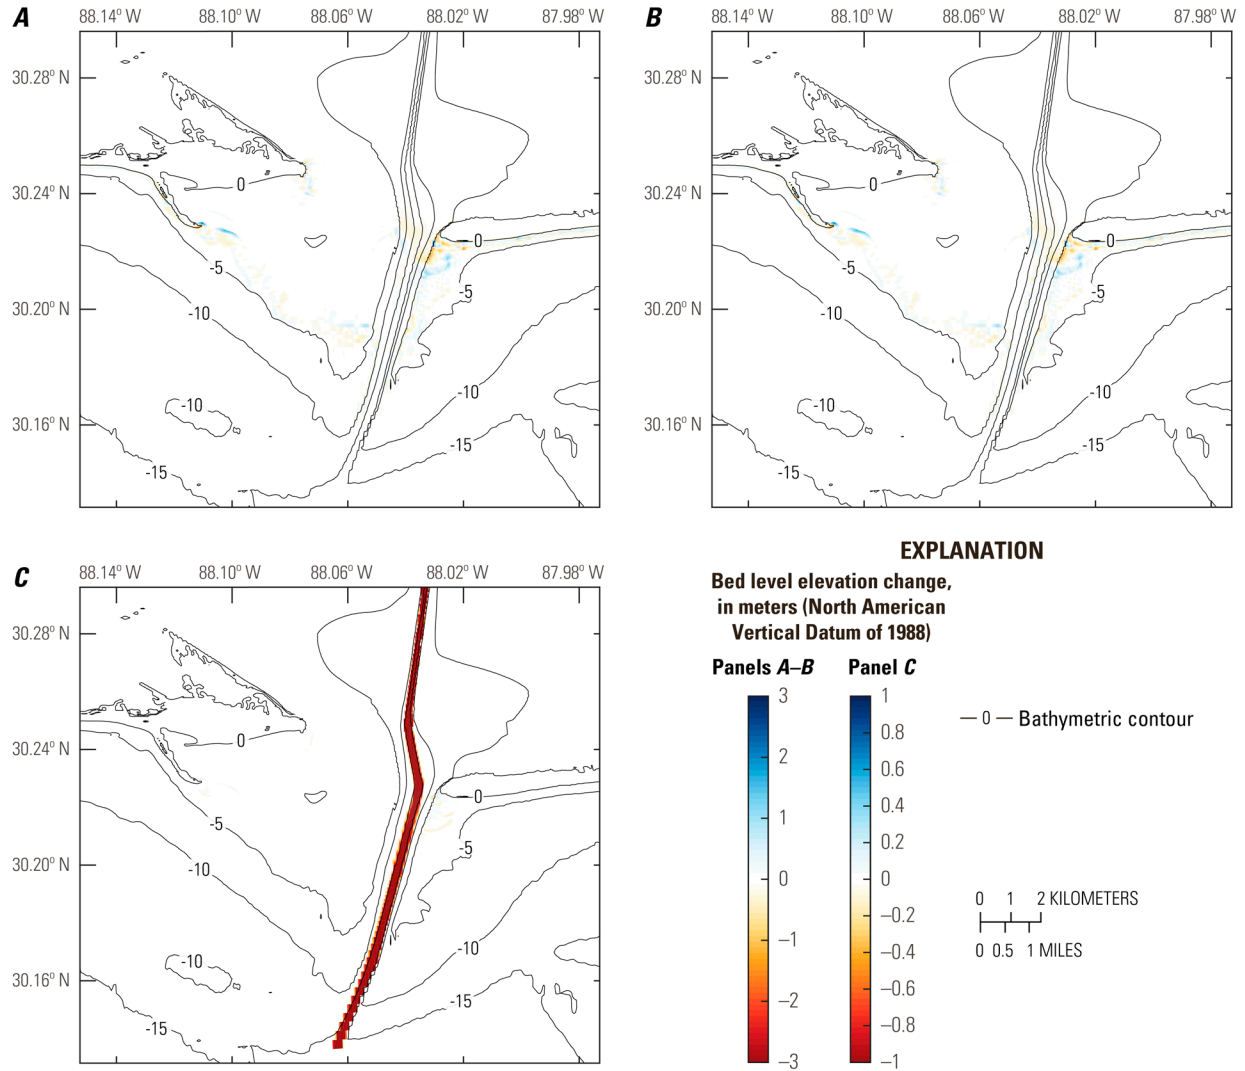 A
88.14° W 88.10° W 88.06° W 88.02° W 87.98° W
30.28° N
30.24° N
30.20° N
30.16° N
0
0
-5
-5
-10
-10
-10
-15
-15
B
88.14° W 88.10° W 88.06° W 88.02° W 87.98° W
30.28° N
30.24° N
30.20° N
30.16° N
0
0
-5
-5
-10
-10
-10
-15
-15
C
88.14° W 88.10° W 88.06° W 88.02° W 87.98° W
30.28° N
30.24° N
30.20° N
30.16° N
0
0
-5
-5
-10
-10
-10
-15
-15
EXPLANATION
Bed level elevation change,
in meters (North American
Vertical Datum of 1988)
Panels A–B
3
2
1
0
–1
–2
–3
Panel C
1
0.8
0.6
0.4
0.2
0
–0.2
–0.4
–0.6
–0.8
–1
— 0 — Bathymetric contour
0 1 2 KILOMETERS
0 0.5 1 MILES